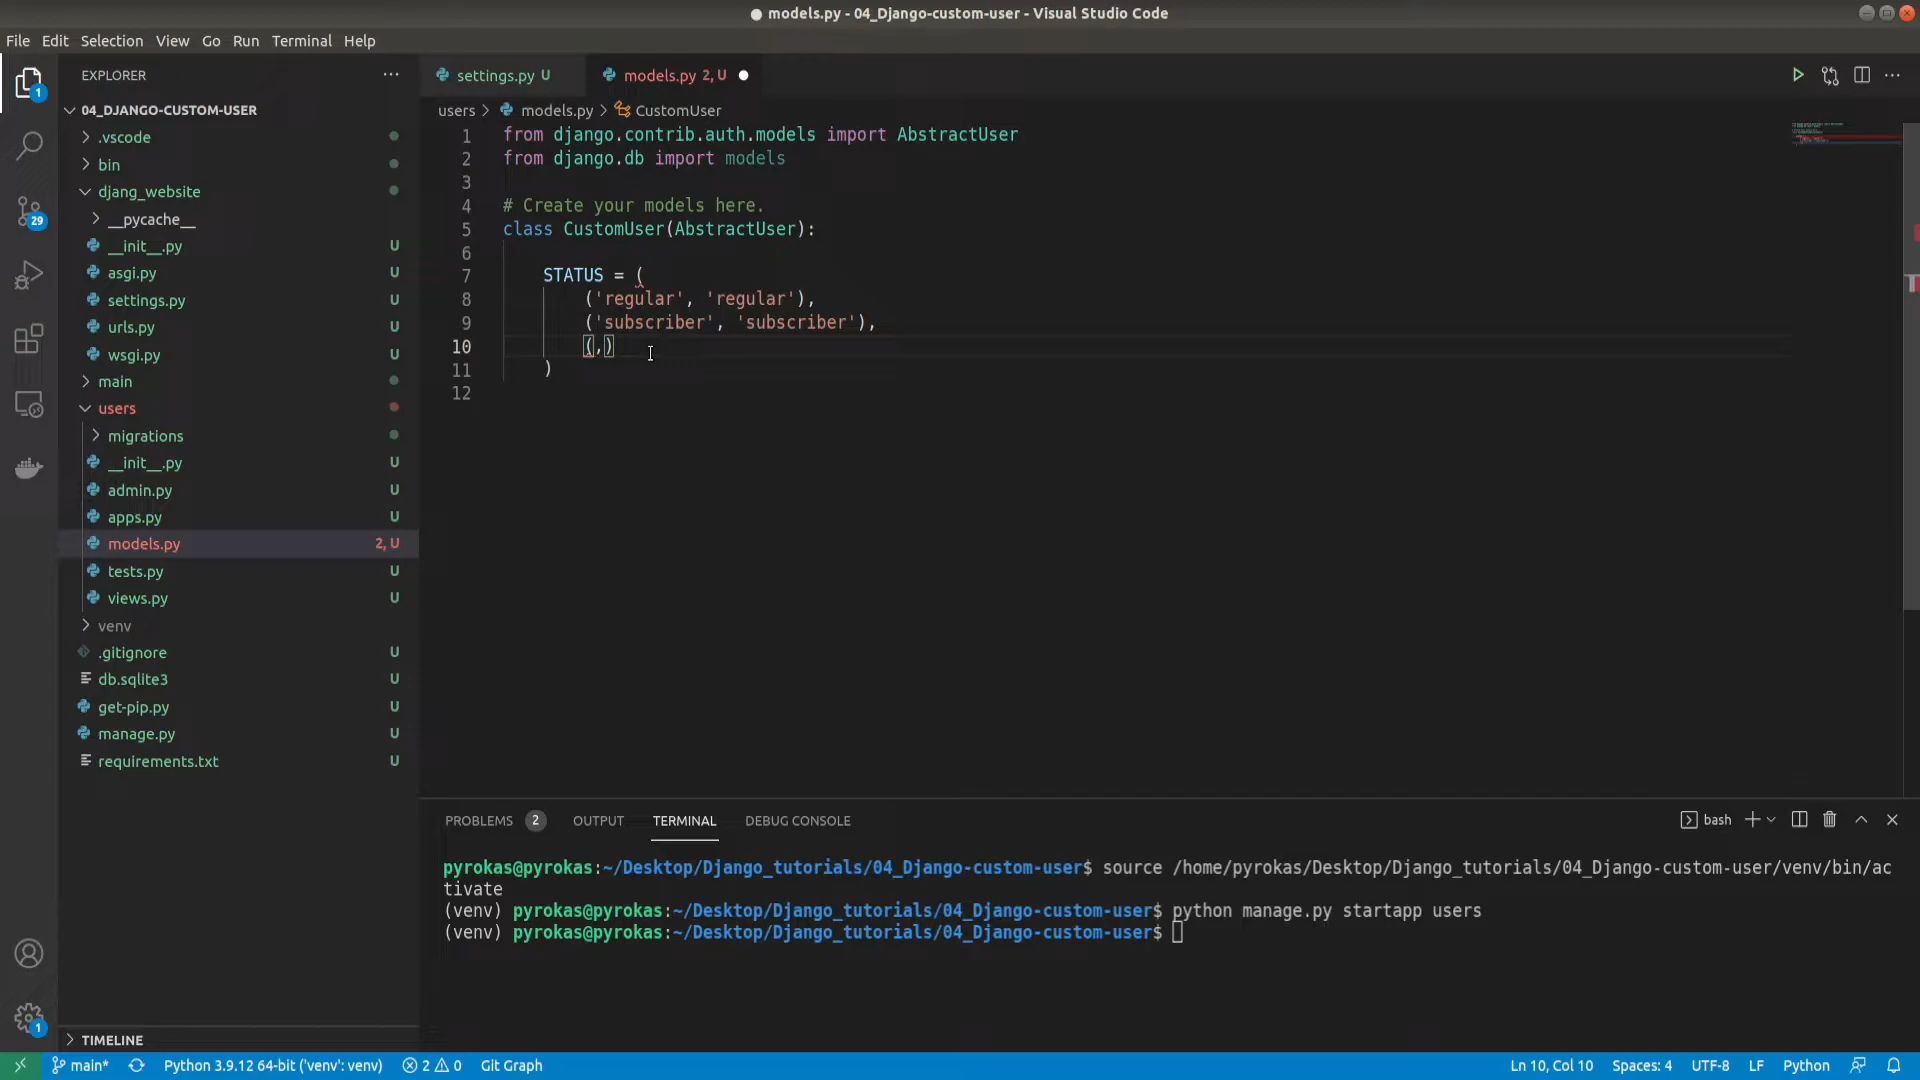 models.py - 04_Django-custom-user - Visual Studio Code
File Edit Selection View Go Run Terminal Help
EXPLORER
04_DJANGO-CUSTOM-USER
.vscode
bin
djang_website
__pycache__
__init__.py U
asgi.py U
settings.py U
urls.py U
wsgi.py U
main
users
migrations
__init__.py U
admin.py U
apps.py U
models.py 2, U
tests.py U
views.py U
venv
.gitignore U
db.sqlite3 U
get-pip.py U
manage.py U
requirements.txt U
TIMELINE
1
29
1
settings.py U models.py 2, U
users > models.py > CustomUser
1 from django.contrib.auth.models import AbstractUser
2 from django.db import models
3
4 # Create your models here.
5 class CustomUser(AbstractUser):
6
7 STATUS = (
8 ('regular', 'regular'),
9 ('subscriber', 'subscriber'),
10 (,)
11 )
12
PROBLEMS 2 OUTPUT TERMINAL DEBUG CONSOLE
bash
pyrokas@pyrokas:~/Desktop/Django_tutorials/04_Django-custom-user$ source /home/pyrokas/Desktop/Django_tutorials/04_Django-custom-user/venv/bin/ac
tivate
(venv) pyrokas@pyrokas:~/Desktop/Django_tutorials/04_Django-custom-user$ python manage.py startapp users
(venv) pyrokas@pyrokas:~/Desktop/Django_tutorials/04_Django-custom-user$
main* Python 3.9.12 64-bit ('venv': venv) 2 0 Git Graph Ln 10, Col 10 Spaces: 4 UTF-8 LF Python